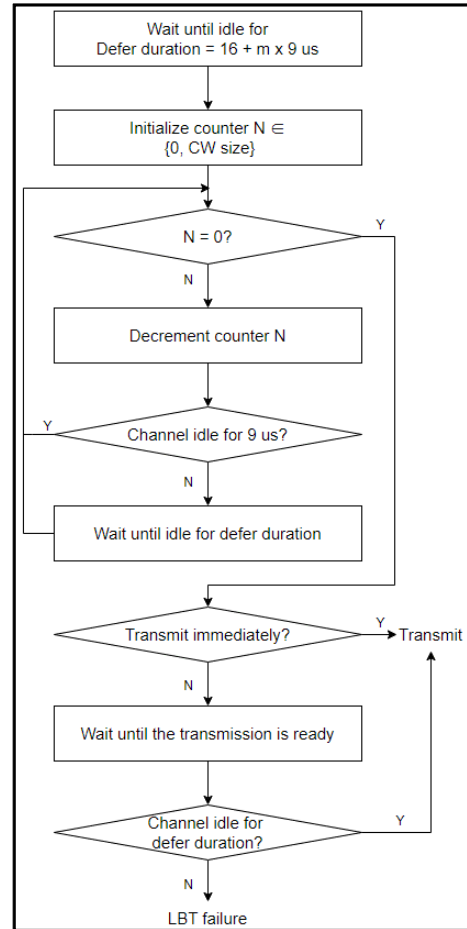 Wait until idle for
Defer duration = 16 + m x 9 us
Initialize counter N ∈
{0, CW size}
N = 0?
Y
N
Decrement counter N
Channel idle for 9 us?
Y
N
Wait until idle for defer duration
Transmit immediately?
Y
Transmit
N
Wait until the transmission is ready
Channel idle for
defer duration?
Y
N
LBT failure